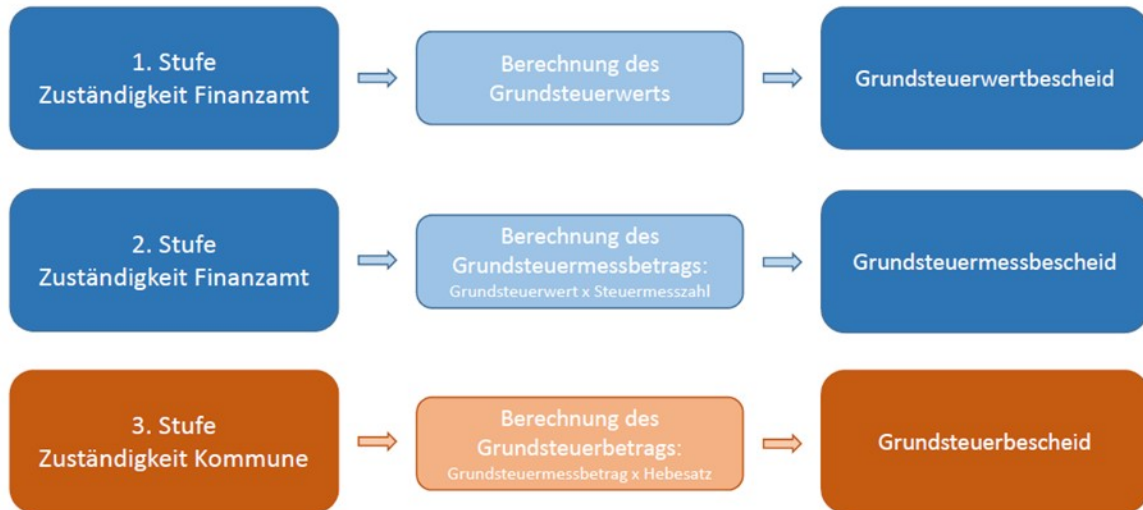 1. Stufe
Zuständigkeit Finanzamt
Berechnung des
Grundsteuerwerts
Grundsteuerwertbescheid
2. Stufe
Zuständigkeit Finanzamt
Berechnung des
Grundsteuermessbetrags:
Grundsteuerwert x Steuermesszahl
Grundsteuermessbescheid
3. Stufe
Zuständigkeit Kommune
Berechnung des
Grundsteuerbetrags:
Grundsteuermessbetrag x Hebesatz
Grundsteuerbescheid